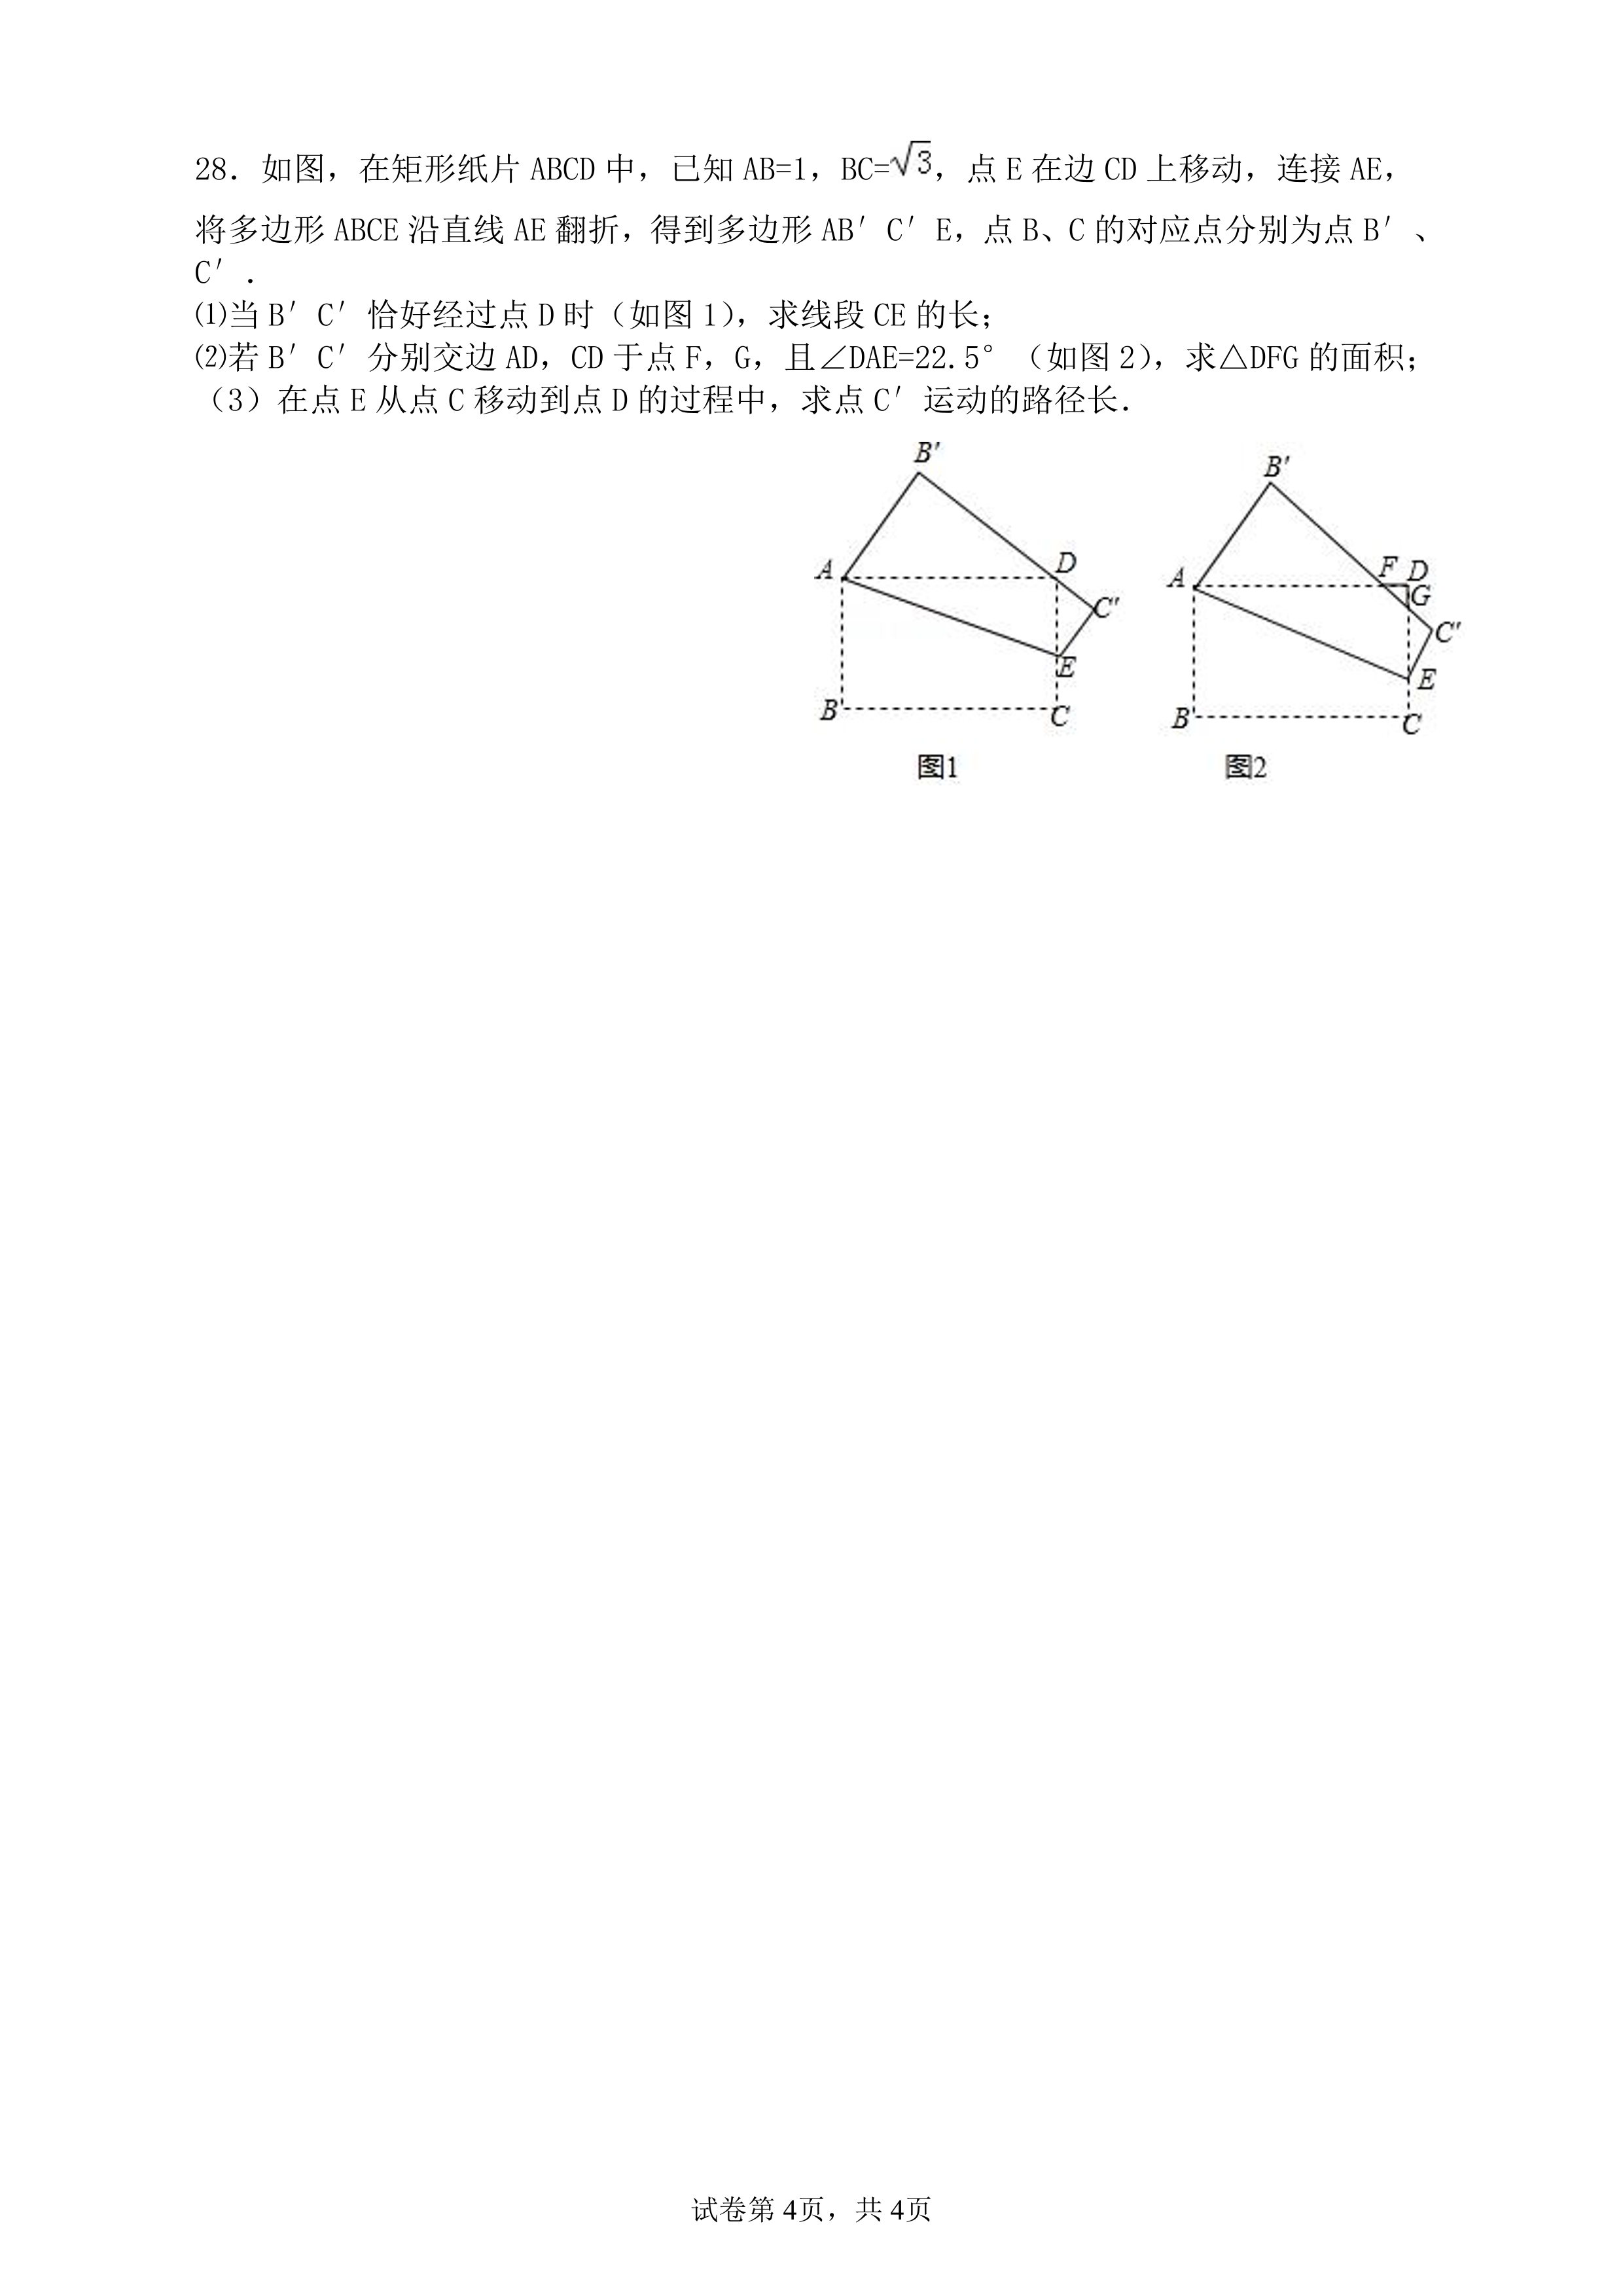 28. 如图，在矩形纸片 ABCD 中，已知 AB=1，BC=√3，点 E 在边 CD 上移动，连接 AE，
将多边形 ABCE 沿直线 AE 翻折，得到多边形 AB′C′E，点 B、C 的对应点分别为点 B′、
C′.
⑴当 B′C′恰好经过点 D 时（如图 1），求线段 CE 的长；
⑵若 B′C′分别交边 AD，CD 于点 F，G，且∠DAE=22.5°（如图 2），求△DFG 的面积；
（3）在点 E 从点 C 移动到点 D 的过程中，求点 C′运动的路径长.
B′
A
D
C′
E
B
C
图1
B′
A
F
D
G
C′
E
B
C
图2
试卷第 4页，共 4页